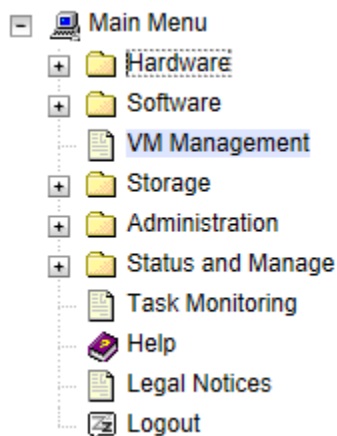 Main Menu
Hardware
Software
VM Management
Storage
Administration
Status and Manage
Task Monitoring
Help
Legal Notices
Logout